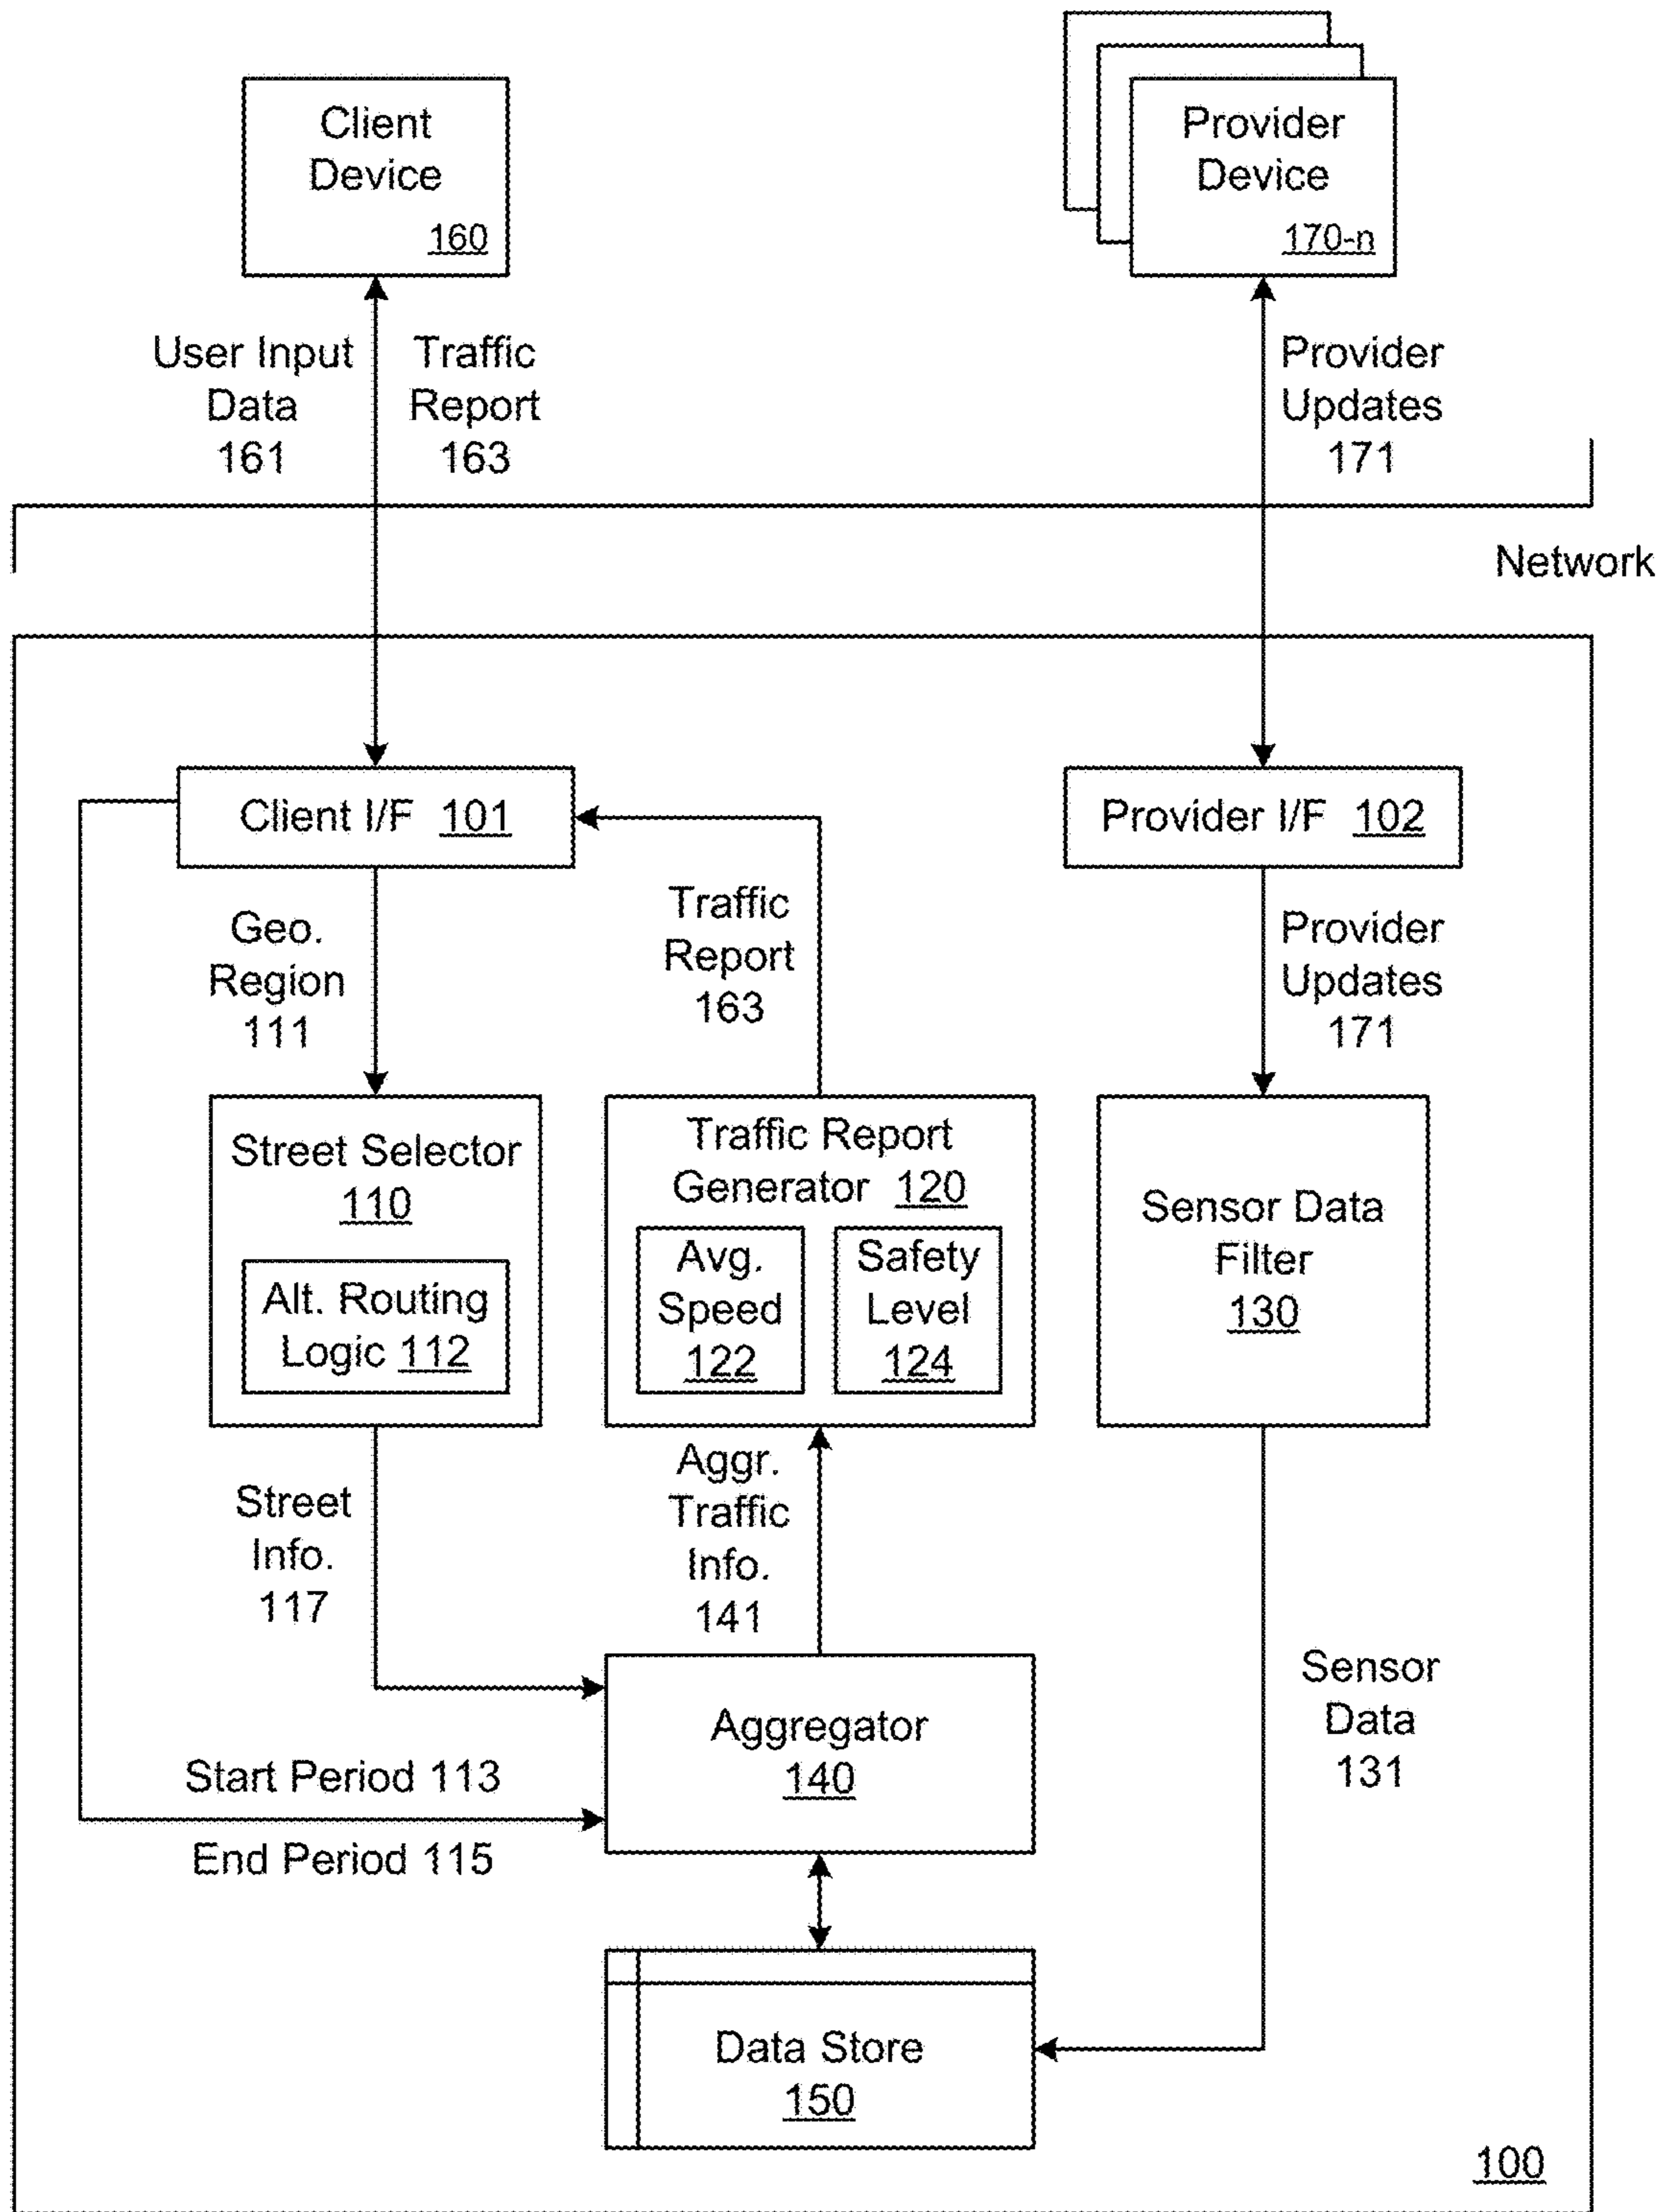 Client
Device
160
Provider
Device
170-n
User Input
Data
161
Traffic
Report
163
Provider
Updates
171
Network
Client I/F 101
Provider I/F 102
Geo.
Region
111
Traffic
Report
163
Provider
Updates
171
Street Selector
110
Alt. Routing
Logic 112
Traffic Report
Generator 120
Avg.
Speed
122
Safety
Level
124
Sensor Data
Filter
130
Street
Info.
117
Aggr.
Traffic
Info.
141
Sensor
Data
131
Aggregator
140
Start Period 113
End Period 115
Data Store
150
100